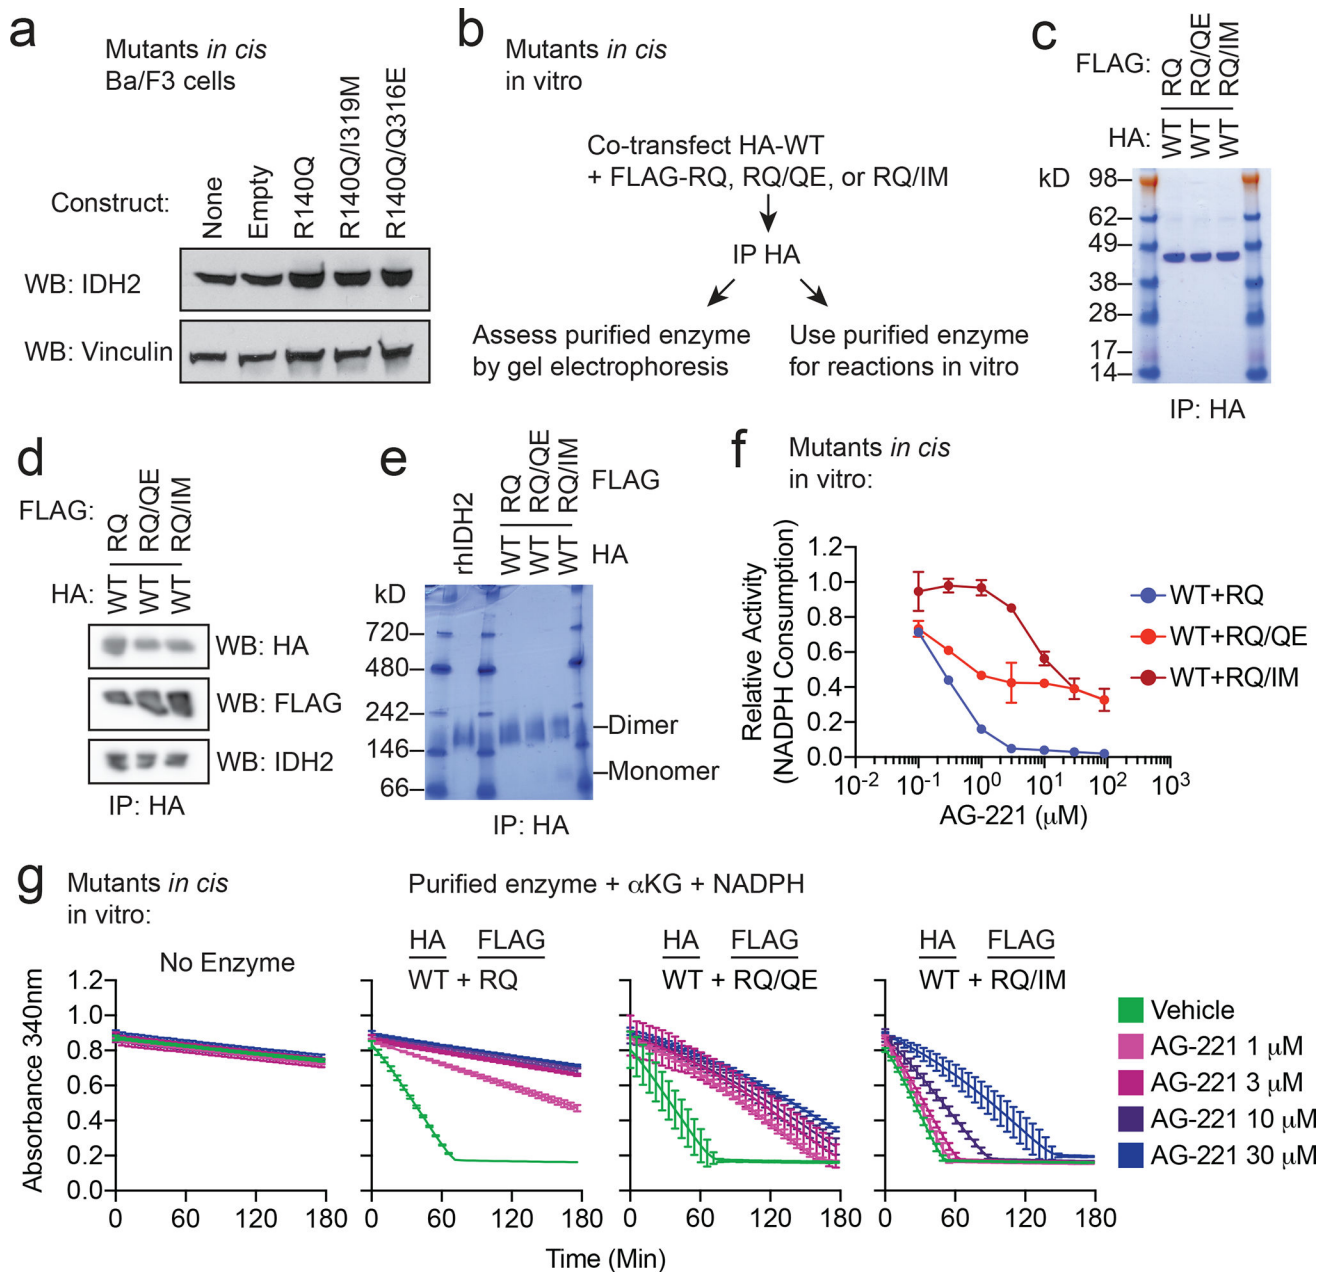 a
Mutants in cis
Ba/F3 cells
Construct:
None
Empty
R140Q
R140Q/I319M
R140Q/Q316E
WB: IDH2
WB: Vinculin
b
Mutants in cis
in vitro
Co-transfect HA-WT
+ FLAG-RQ, RQ/QE, or RQ/IM
IP HA
Assess purified enzyme
by gel electrophoresis
Use purified enzyme
for reactions in vitro
c
FLAG:
RQ
RQ/QE
RQ/IM
HA:
WT
WT
WT
kD
98
62
49
38
28
17
14
IP: HA
d
FLAG:
RQ
RQ/QE
RQ/IM
HA:
WT
WT
WT
WB: HA
WB: FLAG
WB: IDH2
IP: HA
e
rhIDH2
RQ
RQ/QE
RQ/IM
FLAG
WT
WT
WT
HA
kD
720
480
242
146
66
Dimer
Monomer
IP: HA
f
Mutants in cis
in vitro:
Relative Activity
(NADPH Consumption)
1.2
1.0
0.8
0.6
0.4
0.2
0.0
10⁻² 10⁻¹ 10⁰ 10¹ 10² 10³
AG-221 (μM)
WT+RQ
WT+RQ/QE
WT+RQ/IM
g
Mutants in cis
in vitro:
Purified enzyme + αKG + NADPH
No Enzyme
HA FLAG
WT + RQ
HA FLAG
WT + RQ/QE
HA FLAG
WT + RQ/IM
Absorbance 340nm
1.2
1.0
0.8
0.6
0.4
0.2
0.0
0 60 120 180
0 60 120 180
0 60 120 180
0 60 120 180
Time (Min)
Vehicle
AG-221 1 μM
AG-221 3 μM
AG-221 10 μM
AG-221 30 μM